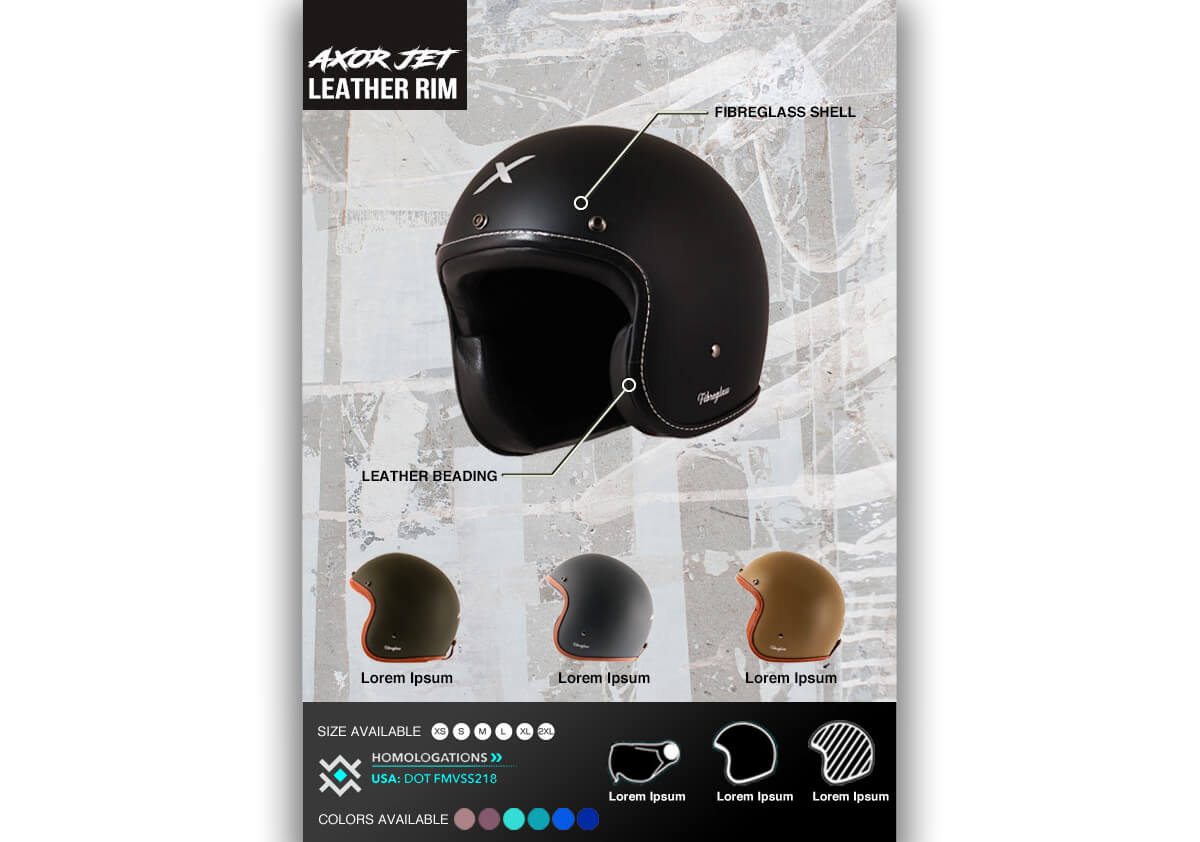 AXOR JET
LEATHER RIM
FIBREGLASS SHELL
X
Fibreglass
LEATHER BEADING
Lorem Ipsum
Lorem Ipsum
Lorem Ipsum
SIZE AVAILABLE XS S M L XL 2XL
HOMOLOGATIONS
USA: DOT FMVSS218
Lorem Ipsum
Lorem Ipsum
Lorem Ipsum
COLORS AVAILABLE